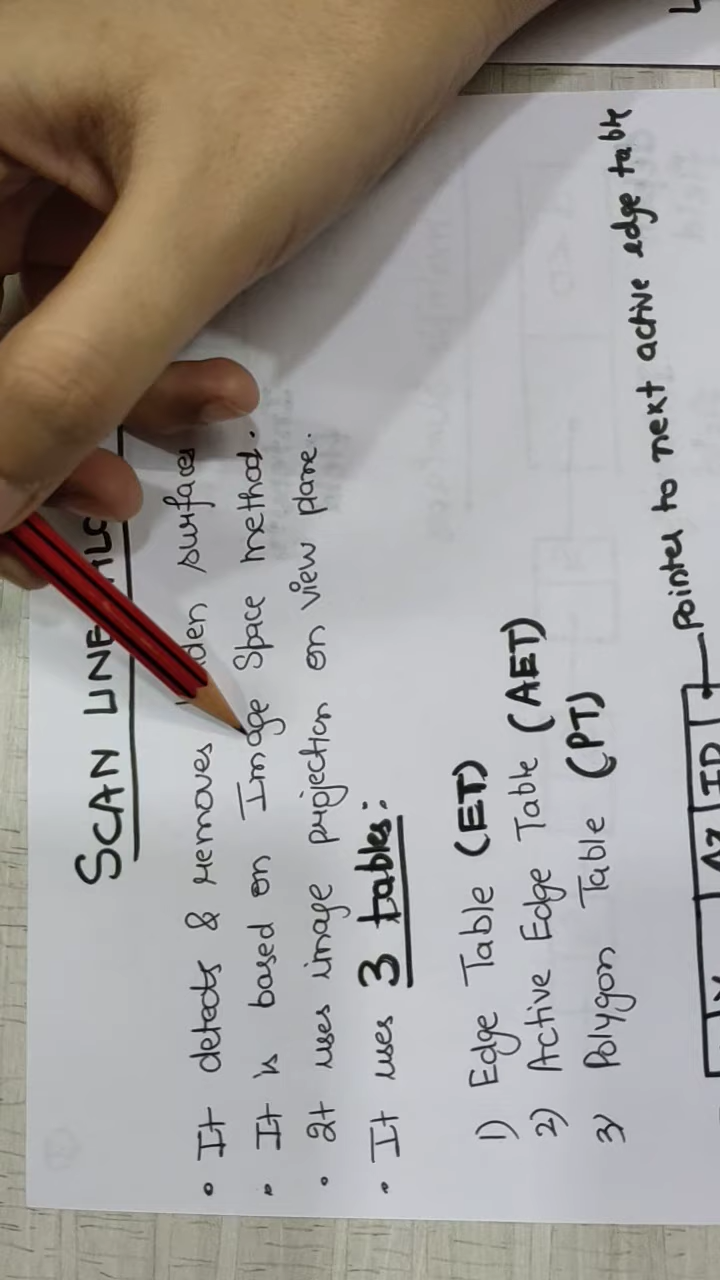 SCAN LINE
• It detects & removes surfaces
• It is based on Image Space method.
• It uses image projection on view plane.
• It uses 3 tables:
1) Edge Table (ET)
2) Active Edge Table (AET)
3) Polygon Table (PT)
Pointer to next active edge table
ID